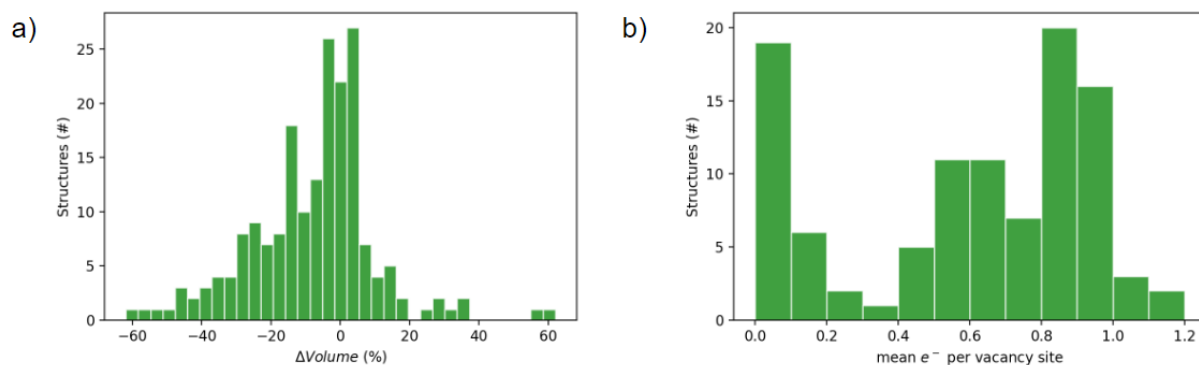 a)
25
20
15
10
5
0
Structures (#)
−60 −40 −20 0 20 40 60
ΔVolume (%)
b)
20
15
10
5
0
Structures (#)
0.0 0.2 0.4 0.6 0.8 1.0 1.2
mean e⁻ per vacancy site